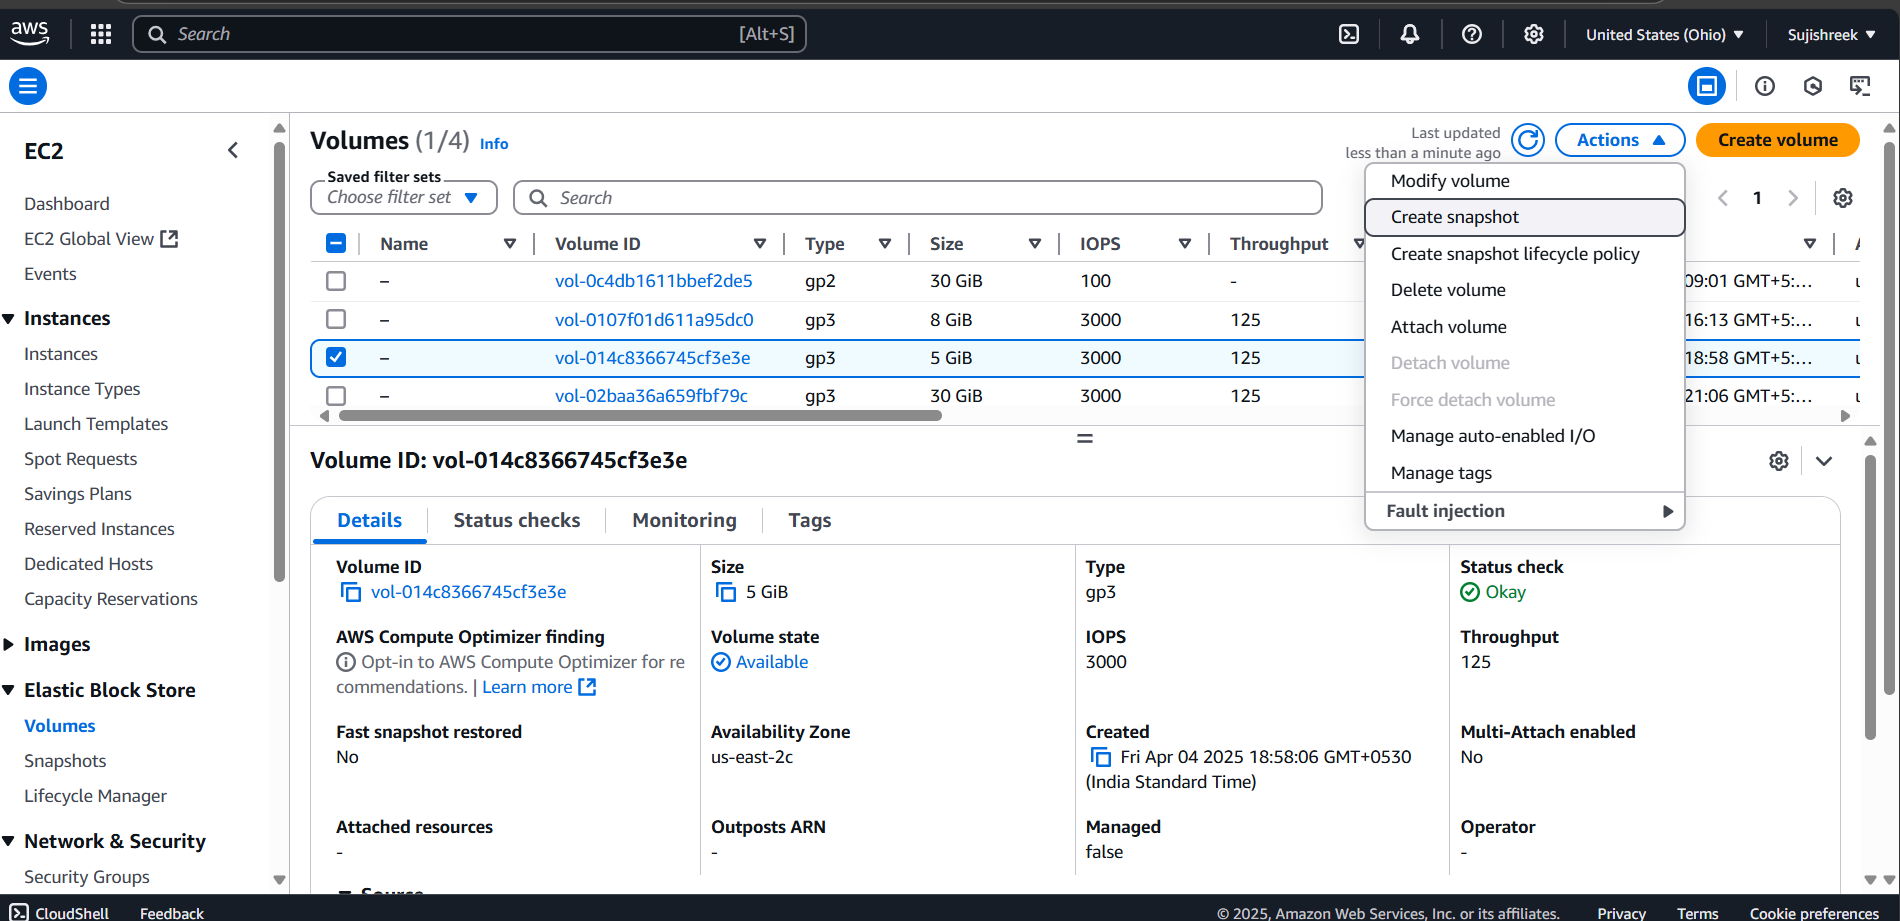 aws
Search [Alt+S]
United States (Ohio)
Sujishreek
EC2
Dashboard
EC2 Global View
Events
Instances
Instances
Instance Types
Launch Templates
Spot Requests
Savings Plans
Reserved Instances
Dedicated Hosts
Capacity Reservations
Images
Elastic Block Store
Volumes
Snapshots
Lifecycle Manager
Network & Security
Security Groups
Volumes (1/4) Info
Last updated
less than a minute ago
Actions
Create volume
Saved filter sets
Choose filter set
Search
1
Name Volume ID Type Size IOPS Throughput
– vol-0c4db1611bbef2de5 gp2 30 GiB 100 - 09:01 GMT+5:...
– vol-0107f01d611a95dc0 gp3 8 GiB 3000 125 16:13 GMT+5:...
– vol-014c8366745cf3e3e gp3 5 GiB 3000 125 18:58 GMT+5:...
– vol-02baa36a659fbf79c gp3 30 GiB 3000 125 21:06 GMT+5:...
Modify volume
Create snapshot
Create snapshot lifecycle policy
Delete volume
Attach volume
Detach volume
Force detach volume
Manage auto-enabled I/O
Manage tags
Fault injection
Volume ID: vol-014c8366745cf3e3e
Details Status checks Monitoring Tags
Volume ID
vol-014c8366745cf3e3e
Size
5 GiB
Type
gp3
Status check
Okay
AWS Compute Optimizer finding
Opt-in to AWS Compute Optimizer for re
commendations. | Learn more
Volume state
Available
IOPS
3000
Throughput
125
Fast snapshot restored
No
Availability Zone
us-east-2c
Created
Fri Apr 04 2025 18:58:06 GMT+0530
(India Standard Time)
Multi-Attach enabled
No
Attached resources
-
Outposts ARN
-
Managed
false
Operator
-
Source
CloudShell Feedback
© 2025, Amazon Web Services, Inc. or its affiliates. Privacy Terms Cookie preferences